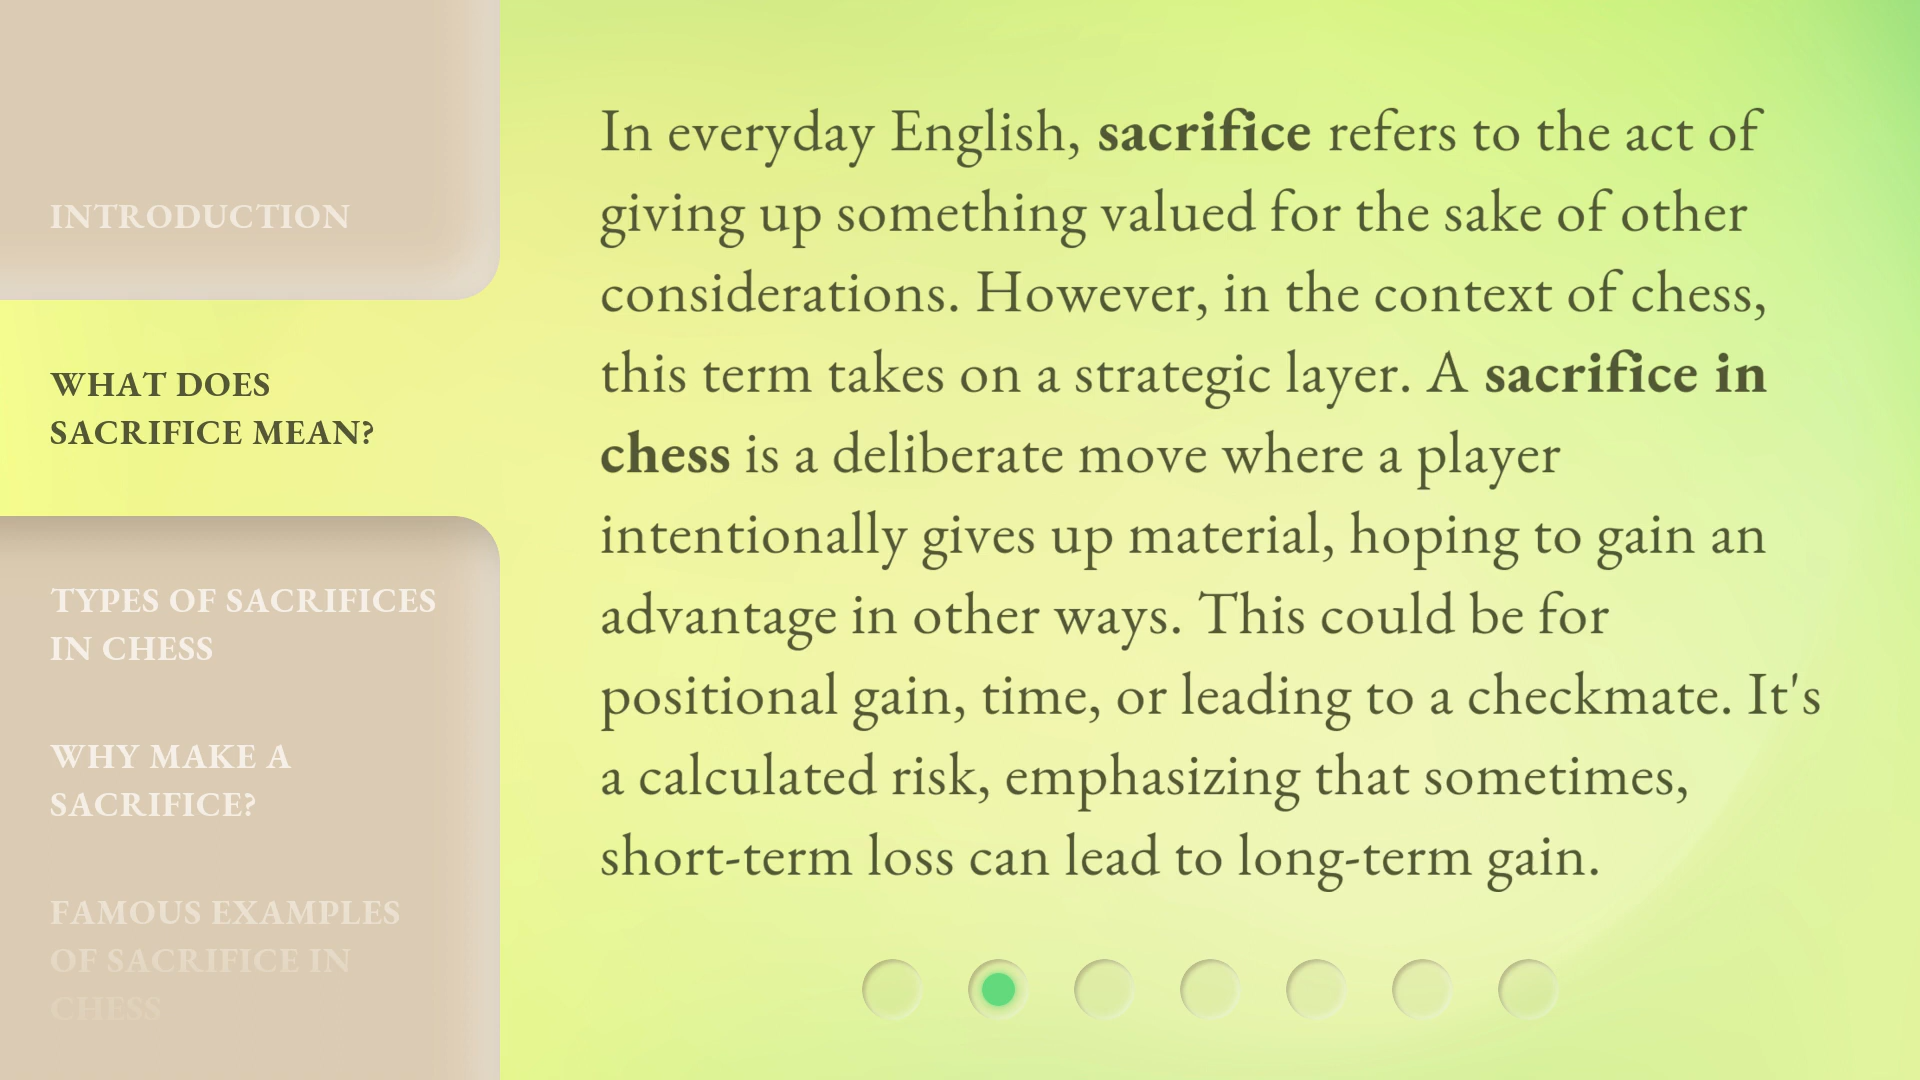 INTRODUCTION
WHAT DOES
SACRIFICE MEAN?
TYPES OF SACRIFICES
IN CHESS
WHY MAKE A
SACRIFICE?
FAMOUS EXAMPLES
OF SACRIFICE IN
CHESS
In everyday English, sacrifice refers to the act of
giving up something valued for the sake of other
considerations. However, in the context of chess,
this term takes on a strategic layer. A sacrifice in
chess is a deliberate move where a player
intentionally gives up material, hoping to gain an
advantage in other ways. This could be for
positional gain, time, or leading to a checkmate. It's
a calculated risk, emphasizing that sometimes,
short-term loss can lead to long-term gain.